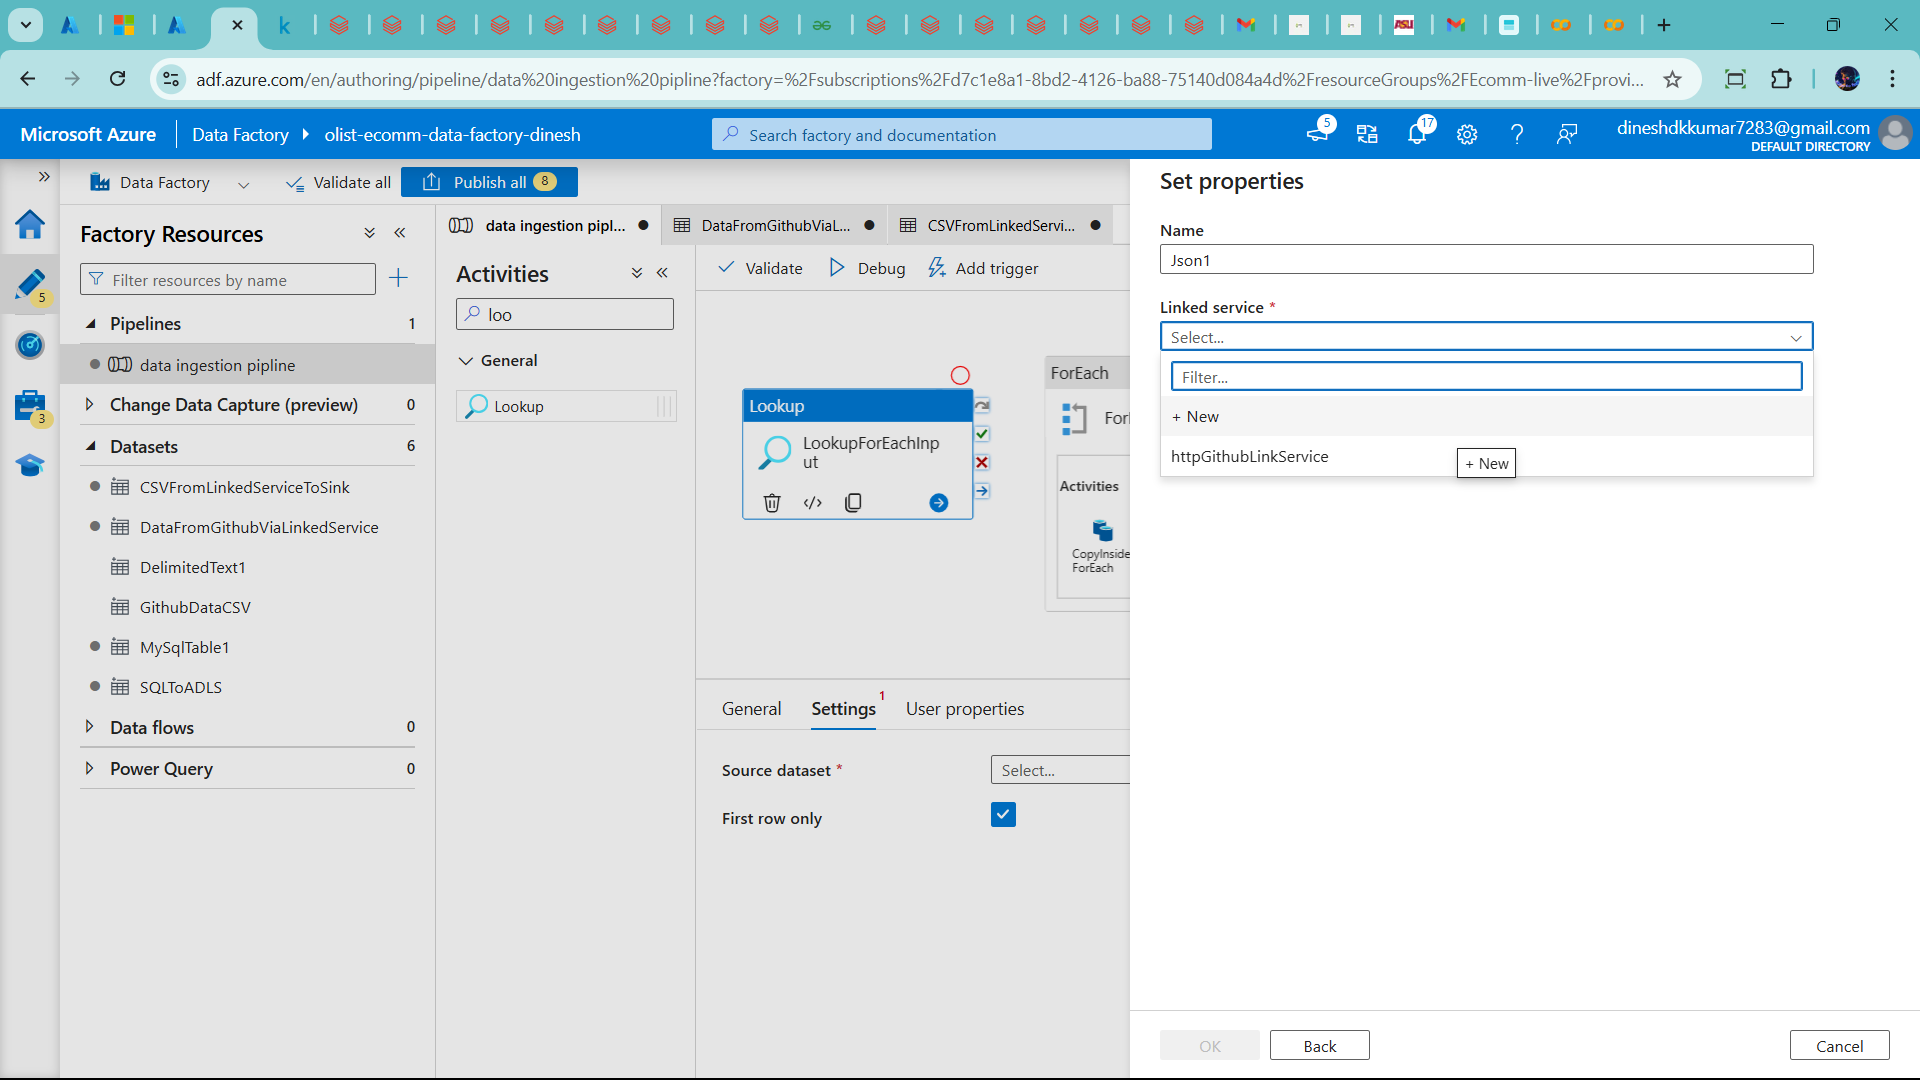 adf.azure.com/en/authoring/pipeline/data%20ingestion%20pipline?factory=%2Fsubscriptions%2Fd7c1e8a1-8bd2-4126-ba88-75140d084a4d%2FresourceGroups%2FEcomm-live%2Fprovi...
Microsoft Azure
Data Factory
olist-ecomm-data-factory-dinesh
Search factory and documentation
5
17
dineshdkkumar7283@gmail.com
DEFAULT DIRECTORY
Data Factory
Validate all
Publish all 8
5
3
Factory Resources
Filter resources by name
Pipelines 1
data ingestion pipline
Change Data Capture (preview) 0
Datasets 6
CSVFromLinkedServiceToSink
DataFromGithubViaLinkedService
DelimitedText1
GithubDataCSV
MySqlTable1
SQLToADLS
Data flows 0
Power Query 0
data ingestion pipl...
DataFromGithubViaL...
CSVFromLinkedServi...
Activities
loo
General
Lookup
Validate
Debug
Add trigger
Lookup
LookupForEachInp
ut
ForEach
For
Activities
CopyInside
ForEach
General
Settings 1
User properties
Source dataset *
Select...
First row only
Set properties
Name
Json1
Linked service *
Select...
Filter...
+ New
httpGithubLinkService
+ New
OK
Back
Cancel